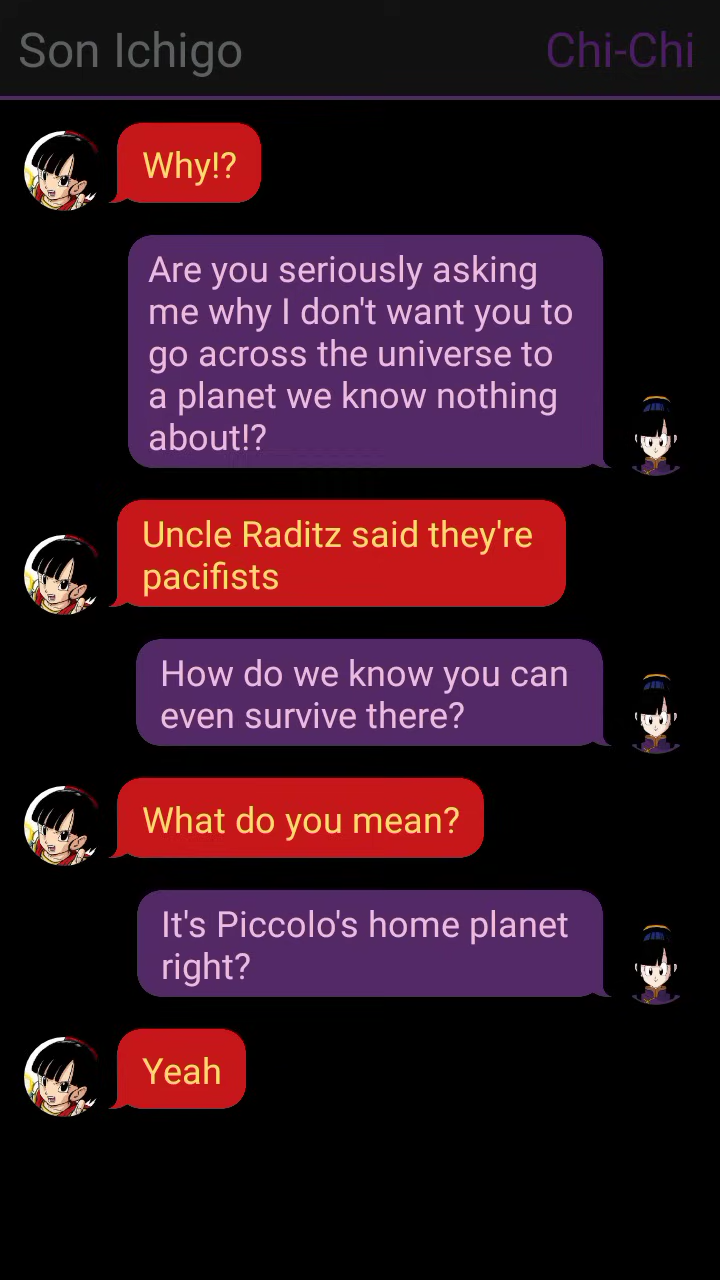 Son Ichigo
Chi-Chi
Why!?
Are you seriously asking
me why I don't want you to
go across the universe to
a planet we know nothing
about!?
Uncle Raditz said they're
pacifists
How do we know you can
even survive there?
What do you mean?
It's Piccolo's home planet
right?
Yeah